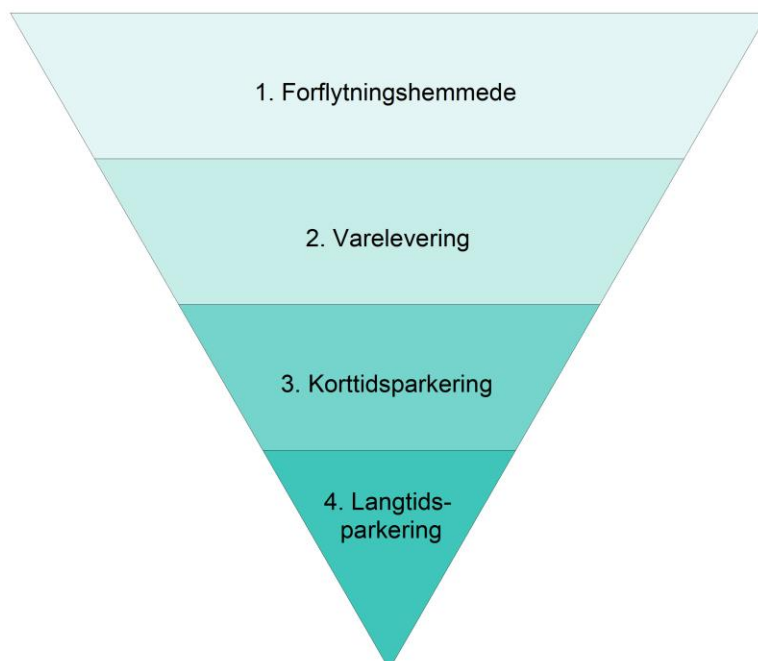 1. Forflytningshemmede
2. Varelevering
3. Korttidsparkering
4. Langtids-
parkering